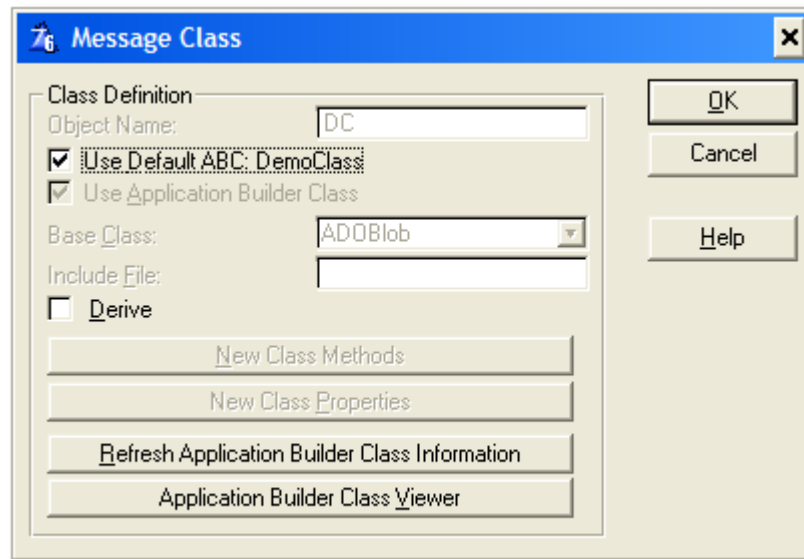 Message Class
Class Definition
Object Name: DC
Use Default ABC: DemoClass
Use Application Builder Class
Base Class: ADOBlob
Include File:
Derive
New Class Methods
New Class Properties
Refresh Application Builder Class Information
Application Builder Class Viewer
OK
Cancel
Help